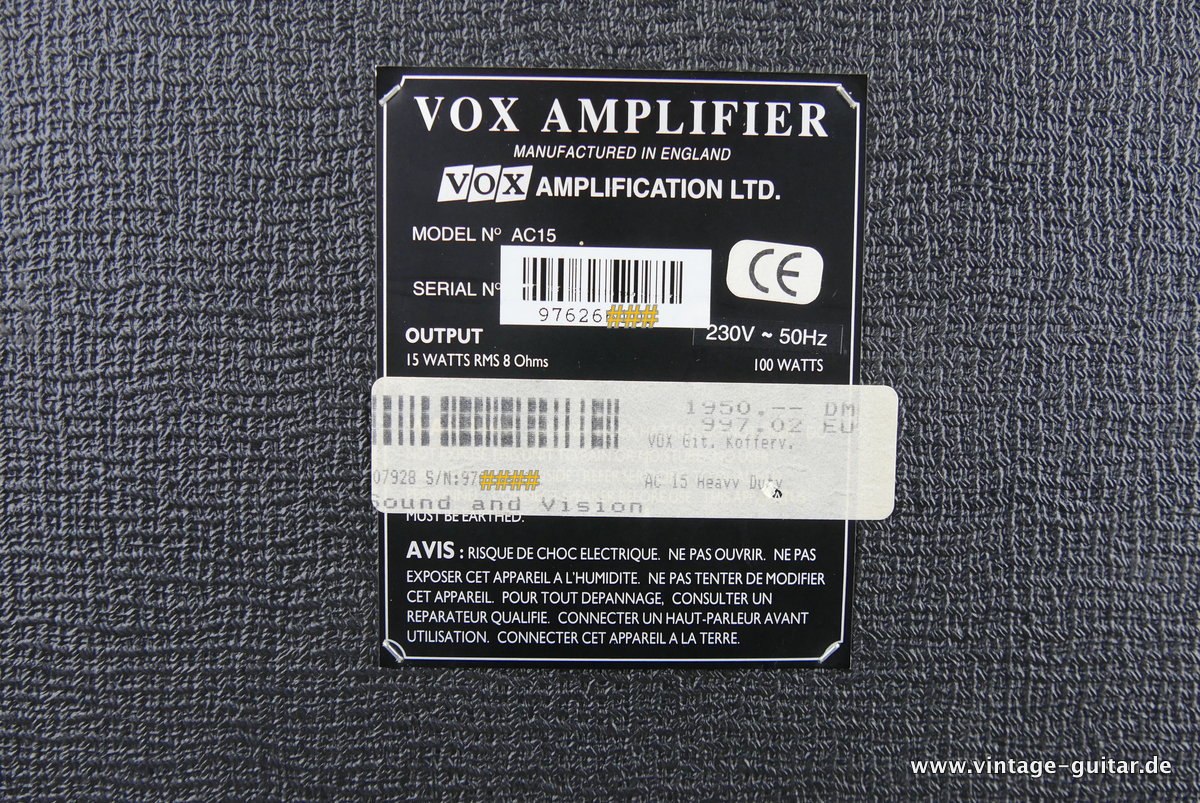 VOX AMPLIFIER
MANUFACTURED IN ENGLAND
VOX AMPLIFICATION LTD.
MODEL Nº AC15
SERIAL Nº
97626####
CE
OUTPUT
230V ~ 50Hz
15 WATTS RMS 8 Ohms
100 WATTS
1950.-- DM
997.02 EU
VOX Git. Kofferv.
07928 S/N:97####
AC 15 Heavy Duty
Sound and Vision
MUST BE EARTHED.
AVIS : RISQUE DE CHOC ELECTRIQUE. NE PAS OUVRIR. NE PAS
EXPOSER CET APPAREIL A L'HUMIDITE. NE PAS TENTER DE MODIFIER
CET APPAREIL. POUR TOUT DEPANNAGE, CONSULTER UN
REPARATEUR QUALIFIE. CONNECTER UN HAUT-PARLEUR AVANT
UTILISATION. CONNECTER CET APPAREIL A LA TERRE.
www.vintage-guitar.de